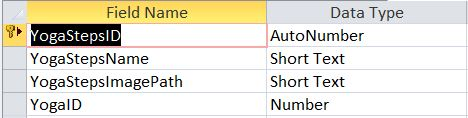 Field Name Data Type
YogaStepsID AutoNumber
YogaStepsName Short Text
YogaStepsImagePath Short Text
YogaID Number